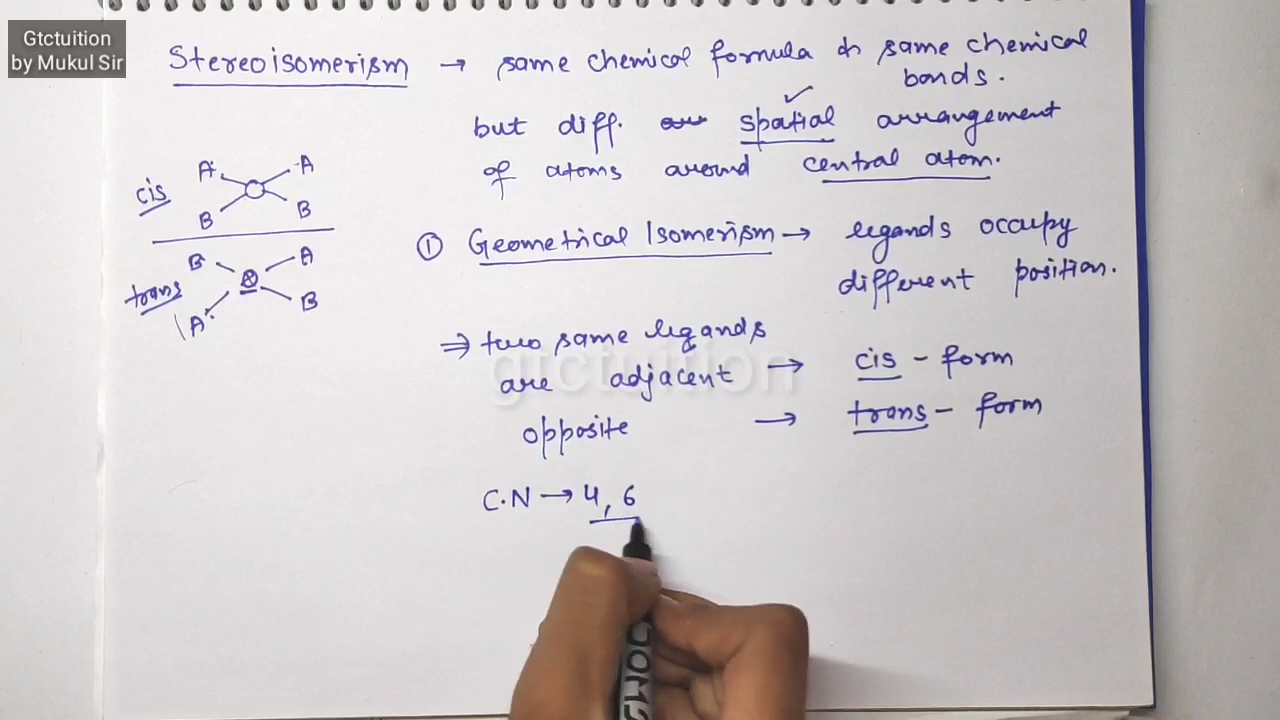 Gtctuition
by Mukul Sir
Stereoisomerism → same chemical formula & same chemical
bonds.
but diff. spatial arrangement
of atoms around central atom.
cis
A A
B B
trans
B A
A B
① Geometrical Isomerism → ligands occupy
different position.
⇒ two same ligands
are adjacent → cis - form
opposite → trans - form
gtctuition
C.N → 4, 6